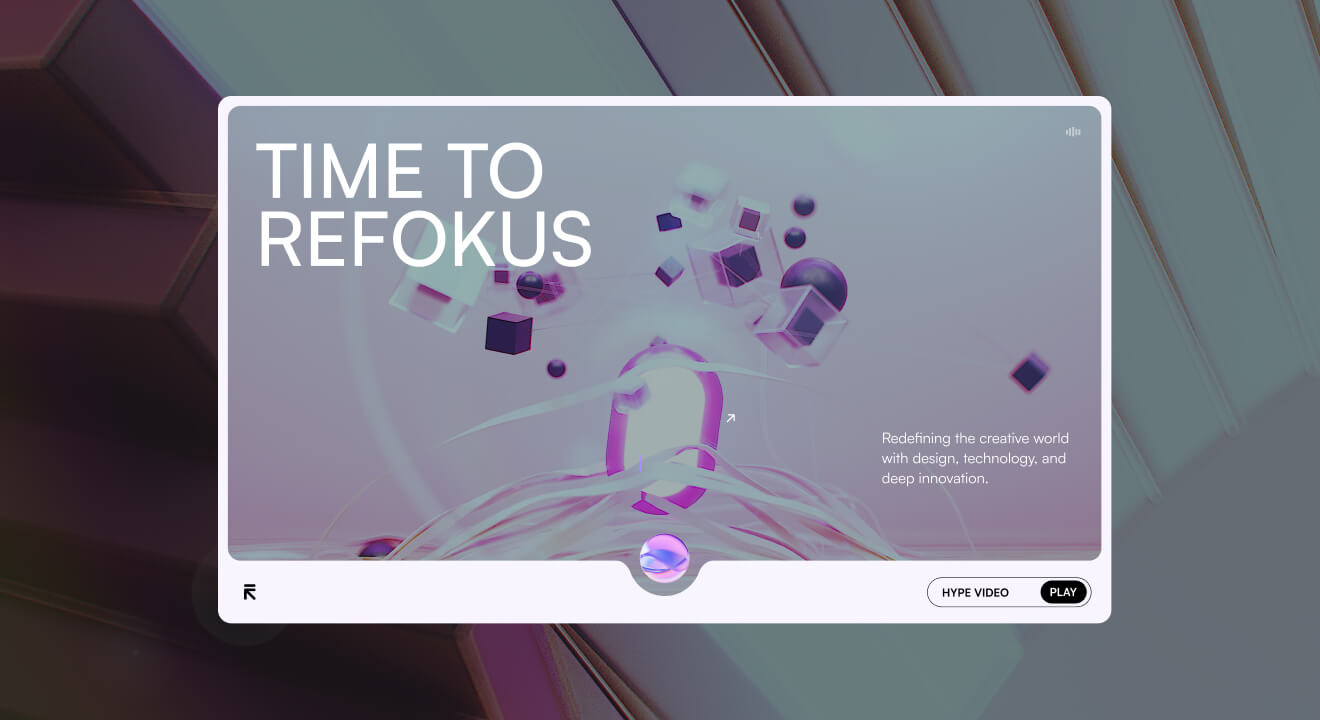 TIME TO
REFOKUS
Redefining the creative world
with design, technology, and
deep innovation.
HYPE VIDEO PLAY